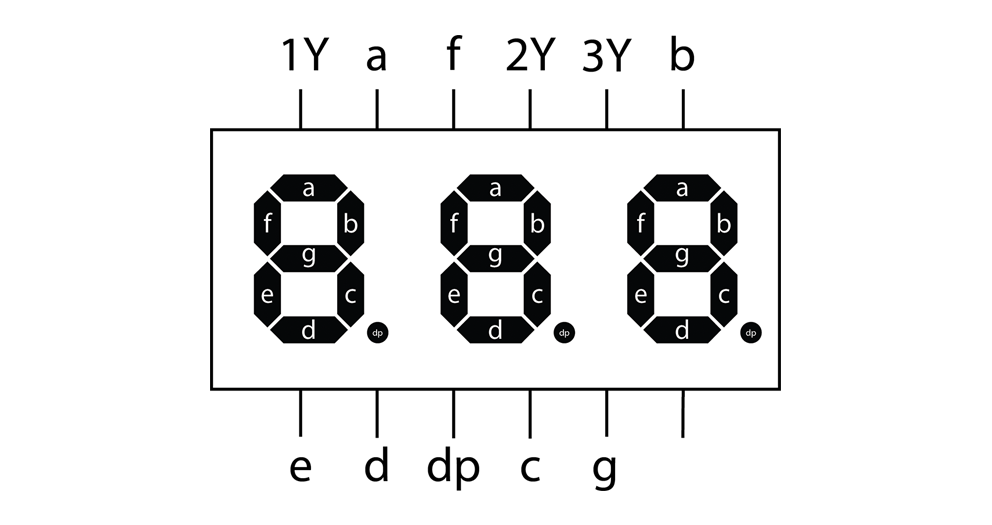 1Y a f 2Y 3Y b
a a a
f b f b f b
g g g
e c e c e c
d dp d dp d dp
e d dp c g